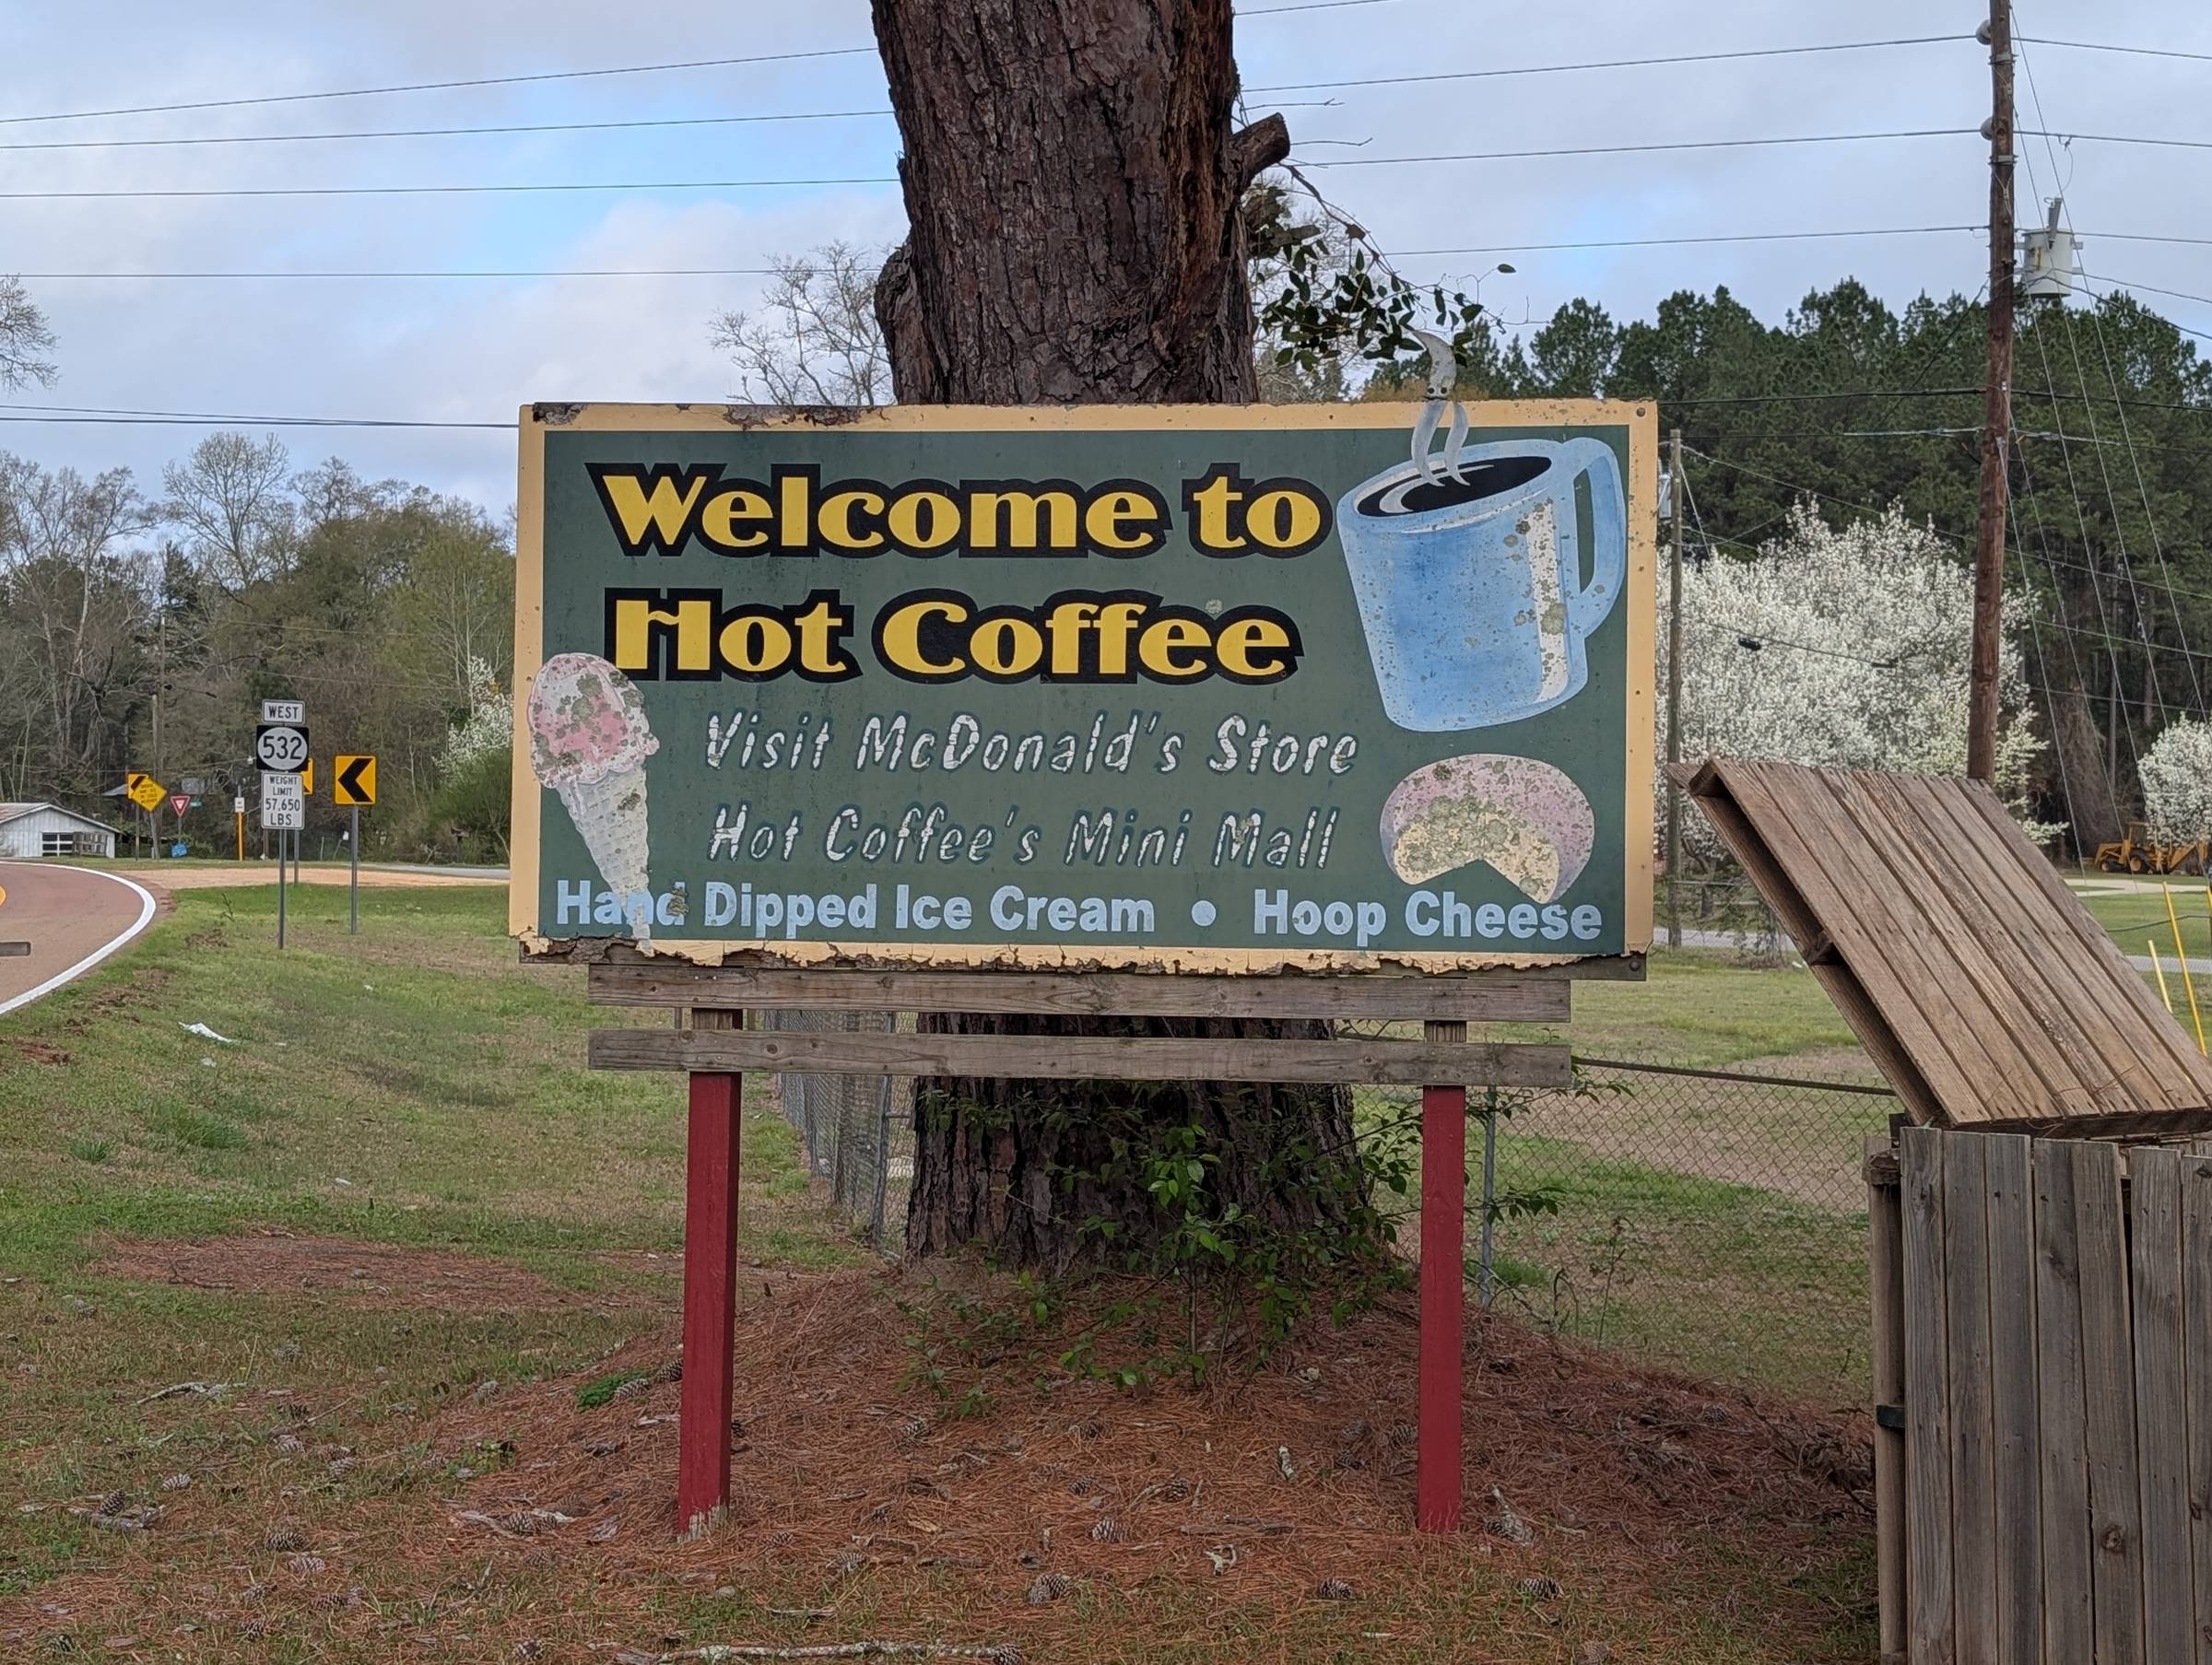 Welcome to
Hot Coffee
Visit McDonald's Store
Hot Coffee's Mini Mall
Hand Dipped Ice Cream • Hoop Cheese
WEST
532
WEIGHT
LIMIT
57,650
LBS.